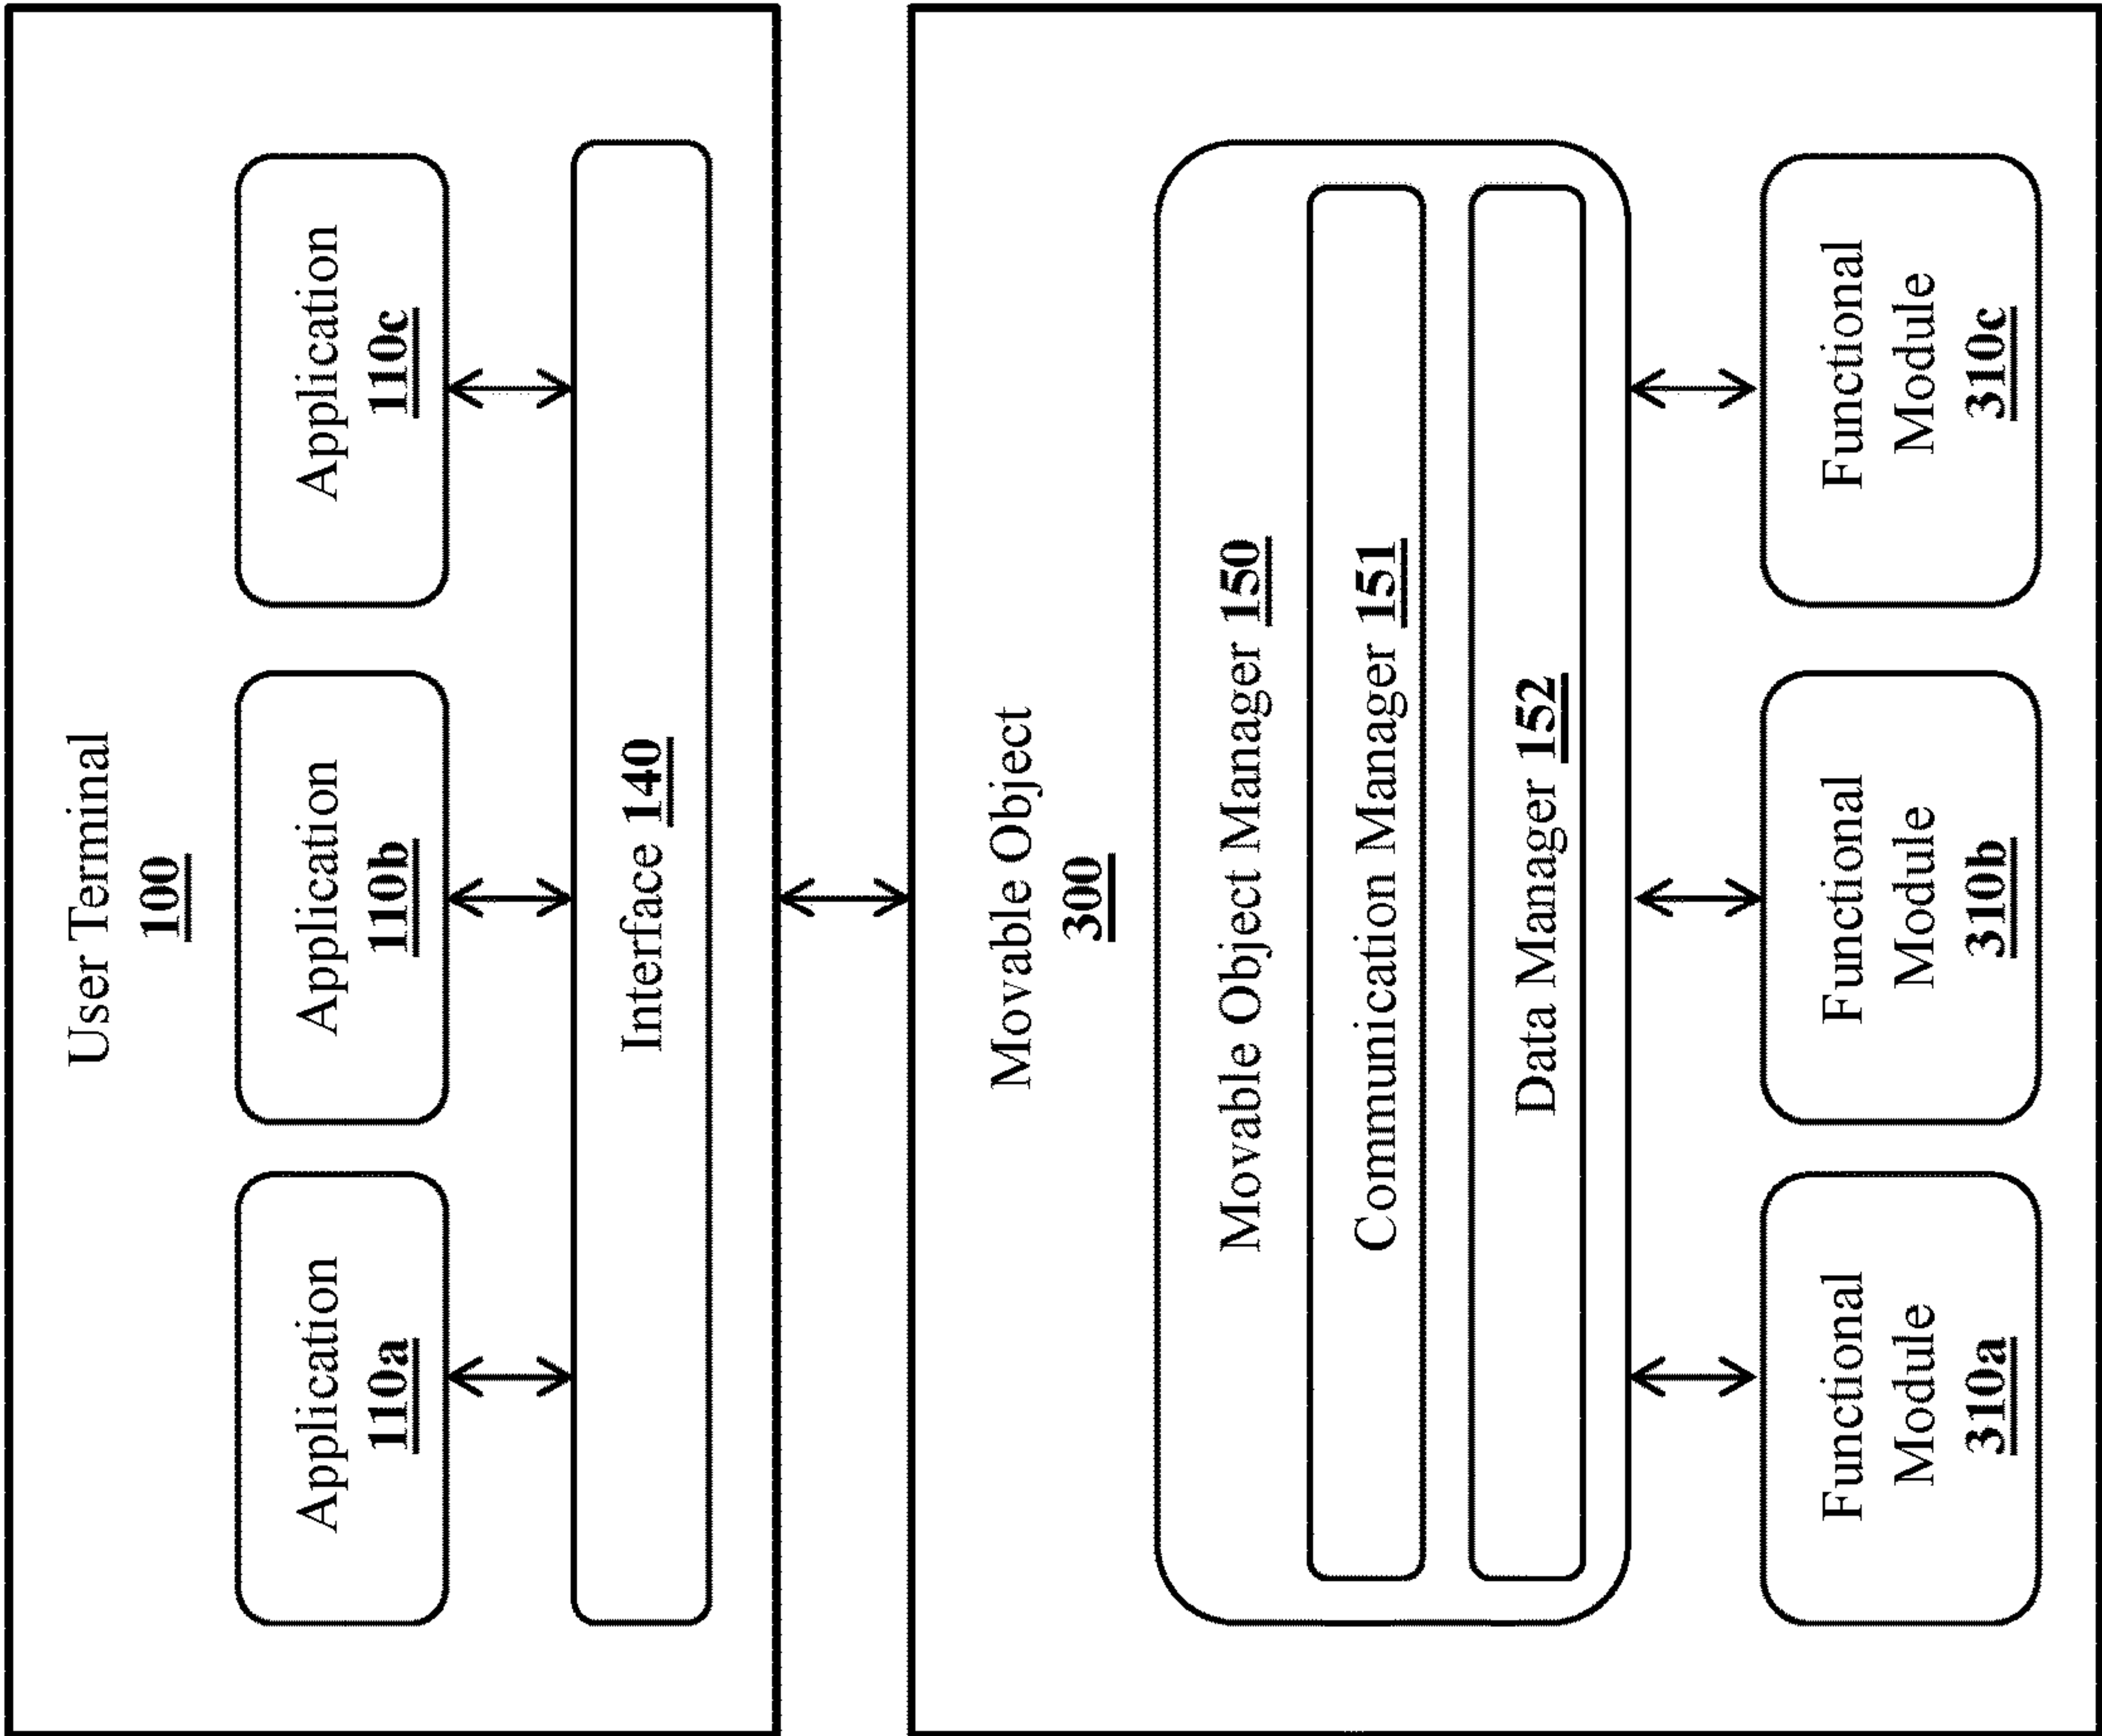 User Terminal
100
Application
110a
Application
110b
Application
110c
Interface 140
Movable Object
300
Movable Object Manager 150
Communication Manager 151
Data Manager 152
Functional
Module
310a
Functional
Module
310b
Functional
Module
310c